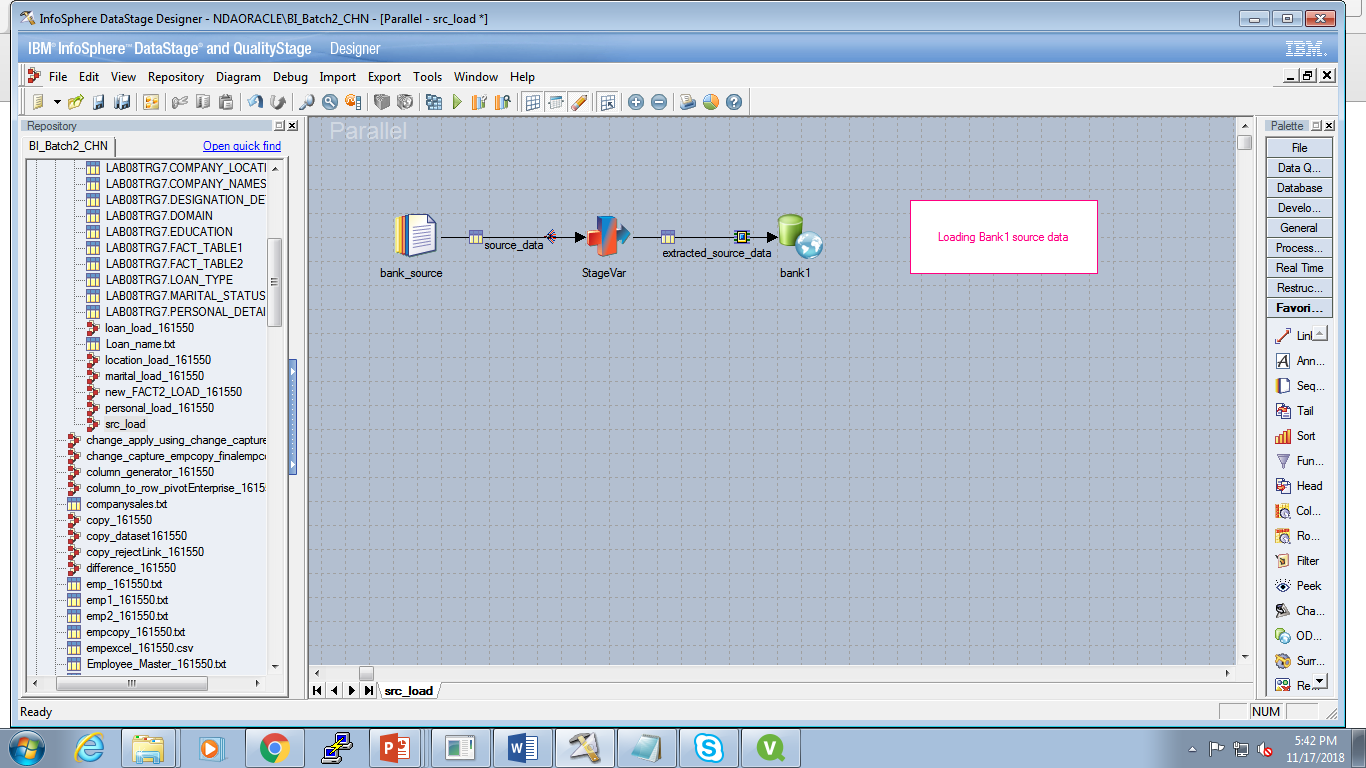 InfoSphere DataStage Designer - NDAORACLE\BI_Batch2_CHN - [Parallel - src_load *]
IBM® InfoSphere™ DataStage® and QualityStage Designer
IBM.
File Edit View Repository Diagram Debug Import Export Tools Window Help
Repository
BI_Batch2_CHN
Open quick find
LAB08TRG7.COMPANY_LOCATI
LAB08TRG7.COMPANY_NAMES
LAB08TRG7.DESIGNATION_DE
LAB08TRG7.DOMAIN
LAB08TRG7.EDUCATION
LAB08TRG7.FACT_TABLE1
LAB08TRG7.FACT_TABLE2
LAB08TRG7.LOAN_TYPE
LAB08TRG7.MARITAL_STATUS
LAB08TRG7.PERSONAL_DETAI
loan_load_161550
Loan_name.txt
location_load_161550
marital_load_161550
new_FACT2_LOAD_161550
personal_load_161550
src_load
change_apply_using_change_capture
change_capture_empcopy_finalempc
column_generator_161550
column_to_row_pivotEnterprise_1615
companysales.txt
copy_161550
copy_dataset161550
copy_rejectLink_161550
difference_161550
emp_161550.txt
emp1_161550.txt
emp2_161550.txt
empcopy_161550.txt
empexcel_161550.csv
Employee_Master_161550.txt
Parallel
source_data
extracted_source_data
bank_source
StageVar
bank1
Loading Bank1 source data
src_load
Palette
File
Data Q...
Database
Develo...
General
Process...
Real Time
Restruc...
Favori...
Link
Ann...
Seq...
Tail
Sort
Fun...
Head
Col...
Ro...
Filter
Peek
Cha...
OD...
Surr...
Re...
Ready
NUM
5:42 PM
11/17/2018